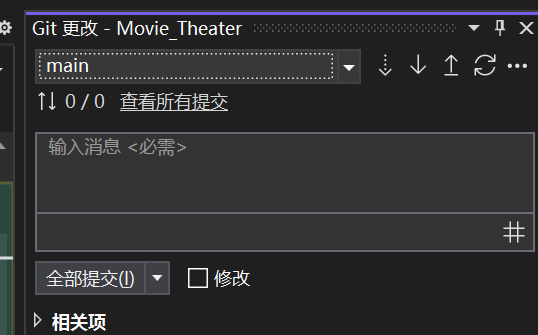 Git 更改 - Movie_Theater
main
0 / 0 查看所有提交
输入消息 <必需>
全部提交(I) 修改
相关项